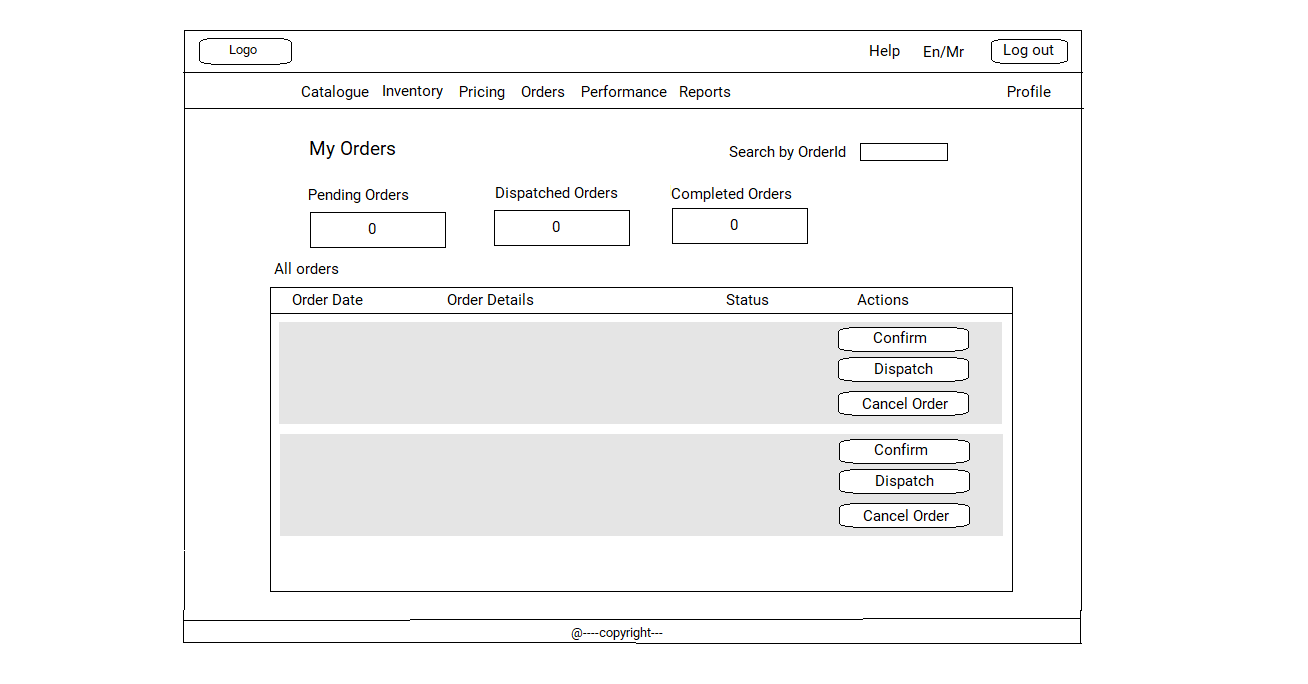 Logo
Help En/Mr Log out
Catalogue Inventory Pricing Orders Performance Reports Profile
My Orders
Search by OrderId
Pending Orders Dispatched Orders Completed Orders
0 0 0
All orders
Order Date Order Details Status Actions
Confirm
Dispatch
Cancel Order
Confirm
Dispatch
Cancel Order
@----copyright---